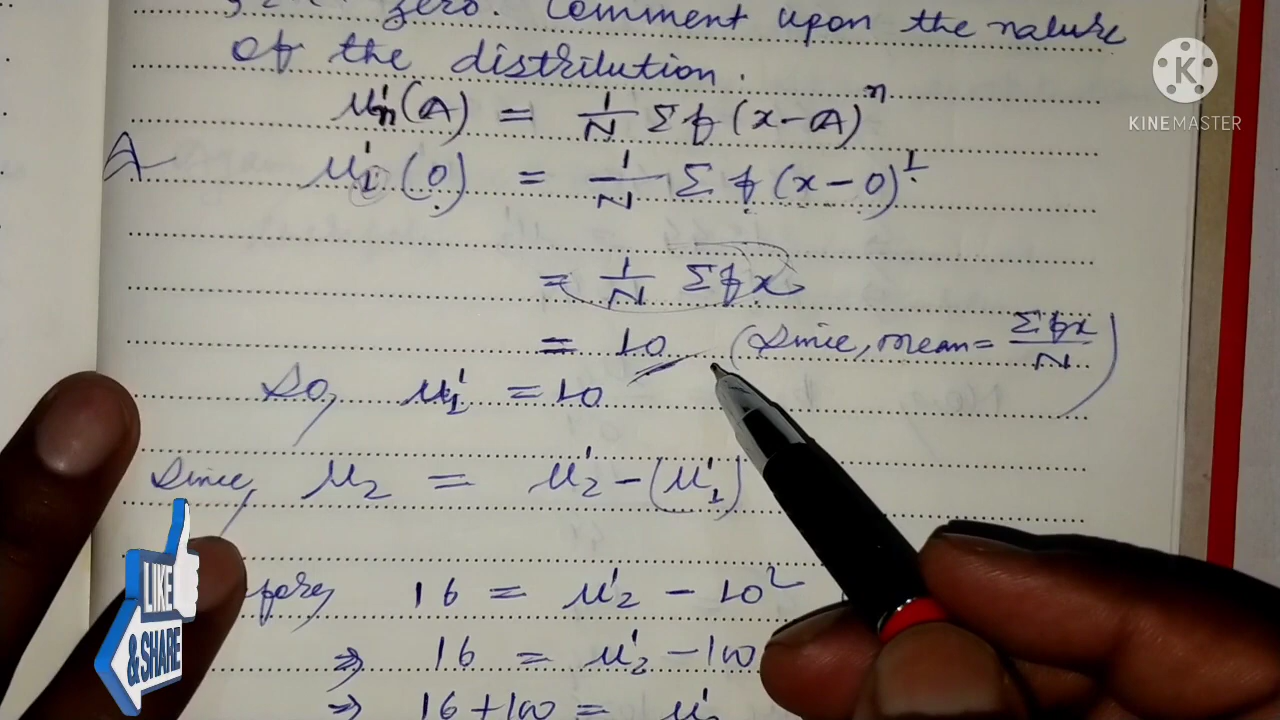 zero. Comment upon the nature
of the distrilution.
μ'n(A) = 1/N Σf(x-A)^n
A μ'1(0) = 1/N Σf(x-0)^1
= 1/N Σfx
= 10 (Since, mean = Σfx/N)
So, μ'1 = 10
Since, μ2 = μ'2 - (μ'1)
16 = μ'2 - 10²
⇒ 16 = μ'2 - 100
⇒ 16+100 = μ'2
K
KINEMASTER
LIKE
& SHARE